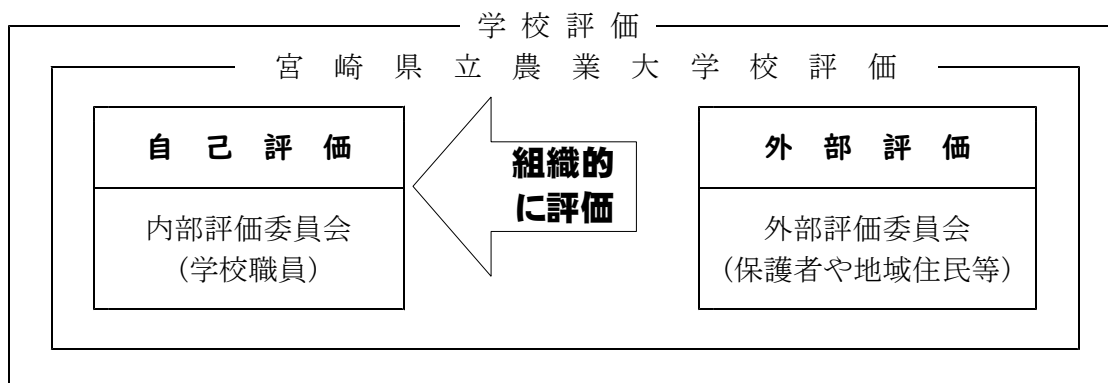 学校評価
宮崎県立農業大学校評価
自己評価
内部評価委員会
（学校職員）
組織的
に評価
外部評価
外部評価委員会
（保護者や地域住民等）